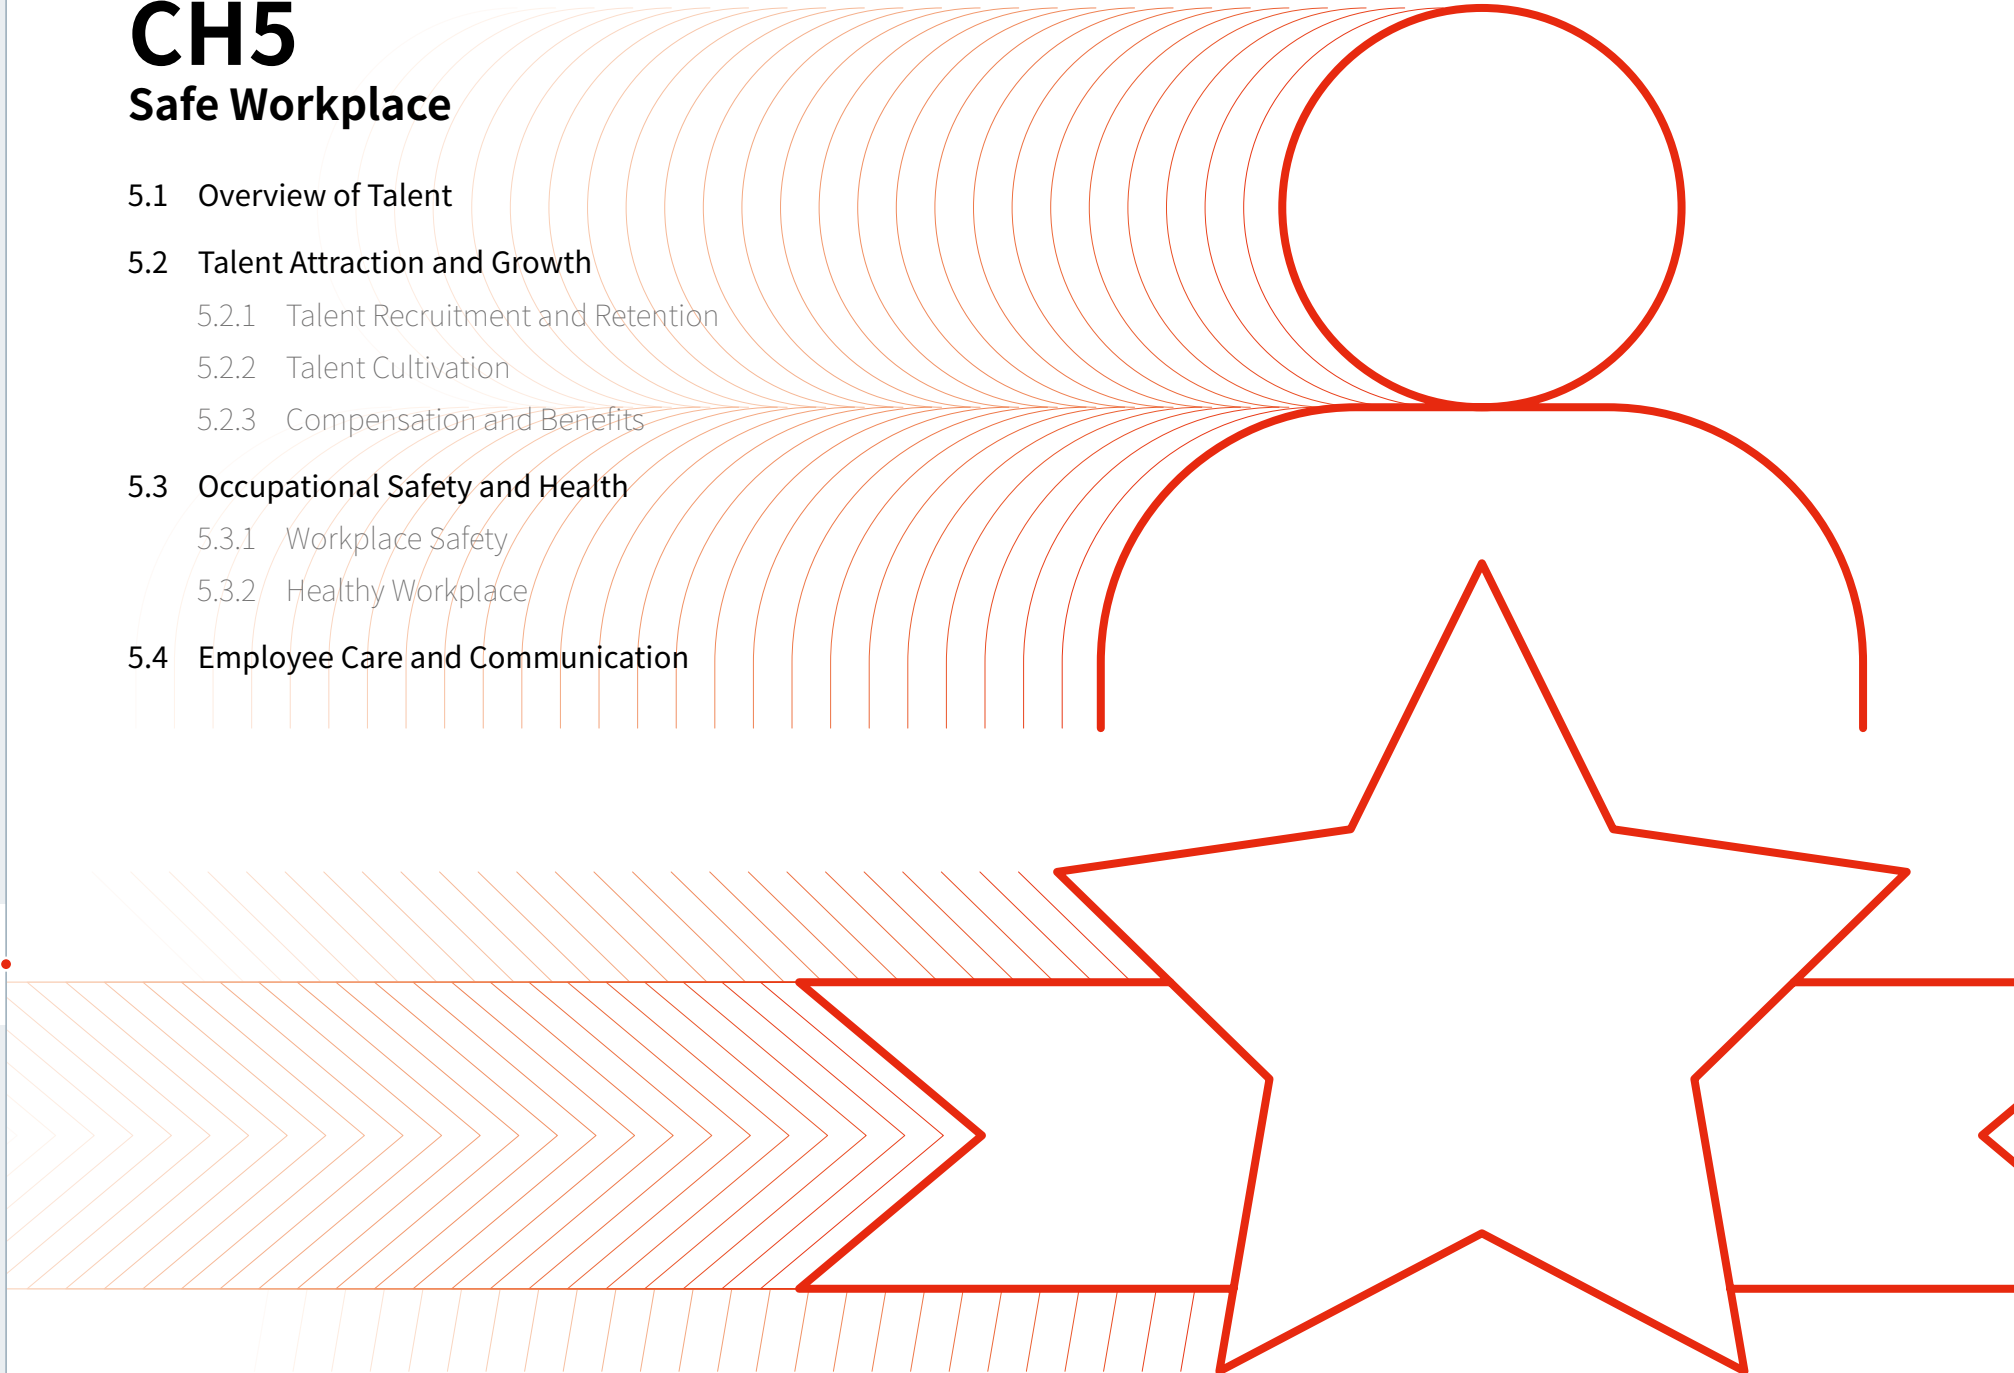 CH5
Safe Workplace
5.1 Overview of Talent
5.2 Talent Attraction and Growth
5.2.1 Talent Recruitment and Retention
5.2.2 Talent Cultivation
5.2.3 Compensation and Benefits
5.3 Occupational Safety and Health
5.3.1 Workplace Safety
5.3.2 Healthy Workplace
5.4 Employee Care and Communication